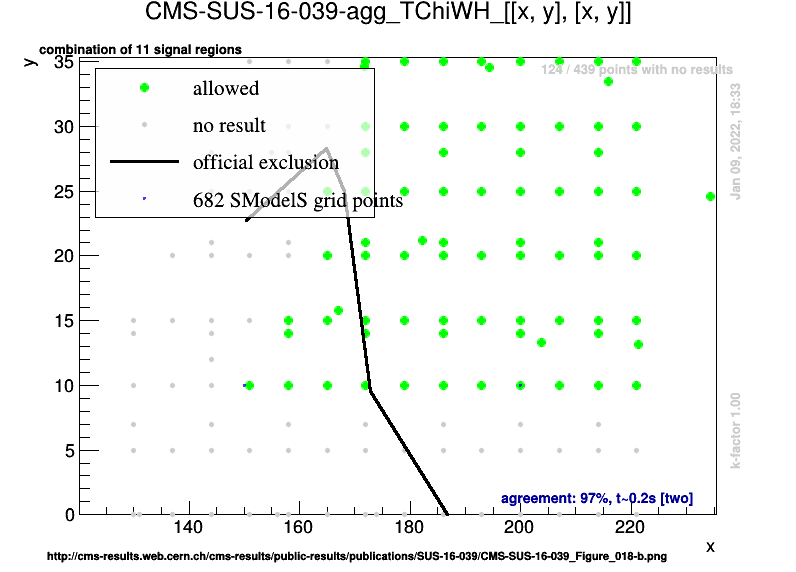 CMS-SUS-16-039-agg_TChiWH_[[x, y], [x, y]]
combination of 11 signal regions
124 / 439 points with no results
y
35
30
25
20
15
10
5
0
allowed
no result
official exclusion
682 SModelS grid points
Jan 09, 2022, 18:33
k-factor 1.00
agreement: 97%, t~0.2s [two]
140 160 180 200 220
x
http://cms-results.web.cern.ch/cms-results/public-results/publications/SUS-16-039/CMS-SUS-16-039_Figure_018-b.png